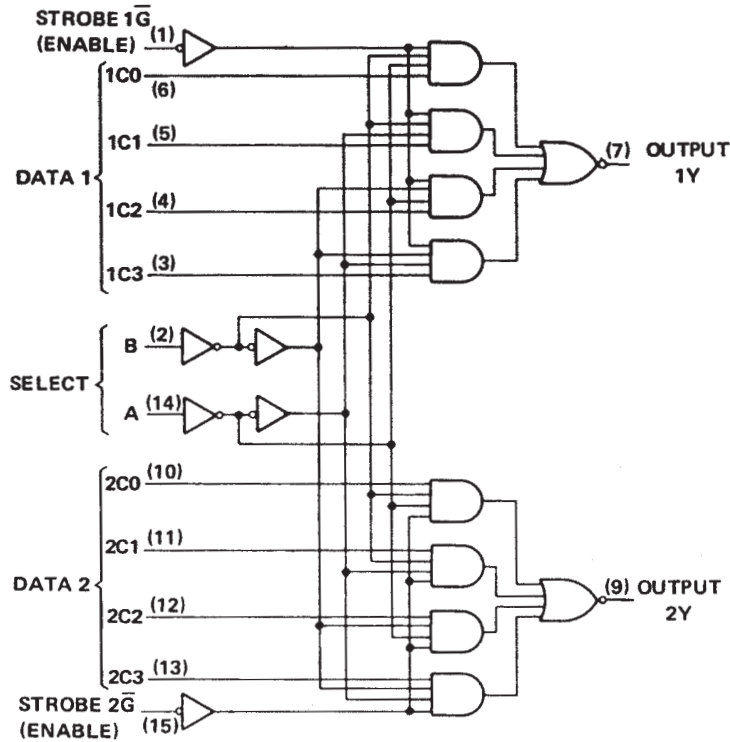 STROBE 1G̅ (1)
(ENABLE)
1C0
(6)
1C1 (5)
DATA 1
1C2 (4)
1C3 (3)
(7) OUTPUT
1Y
B (2)
SELECT
A (14)
2C0 (10)
2C1 (11)
DATA 2
2C2 (12)
2C3 (13)
(9) OUTPUT
2Y
STROBE 2G̅
(ENABLE) (15)